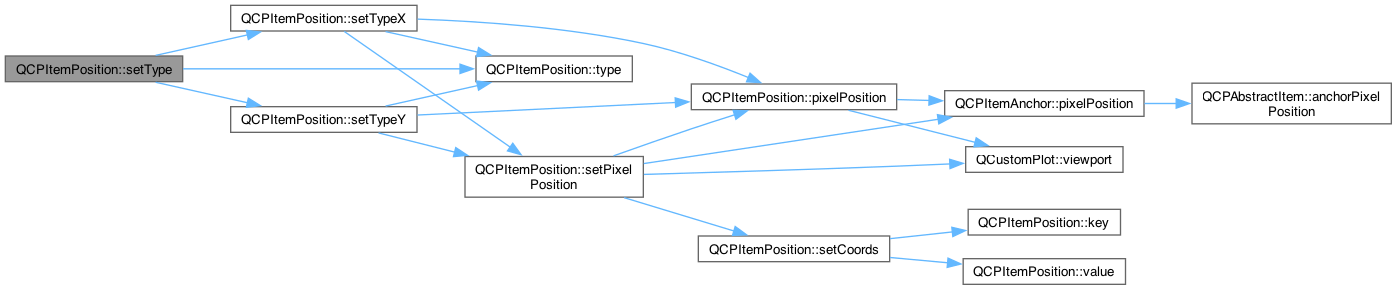 QCPItemPosition::setType
QCPItemPosition::setTypeX
QCPItemPosition::type
QCPItemPosition::setTypeY
QCPItemPosition::setPixel
Position
QCPItemPosition::pixelPosition
QCPItemAnchor::pixelPosition
QCPAbstractItem::anchorPixel
Position
QCustomPlot::viewport
QCPItemPosition::setCoords
QCPItemPosition::key
QCPItemPosition::value